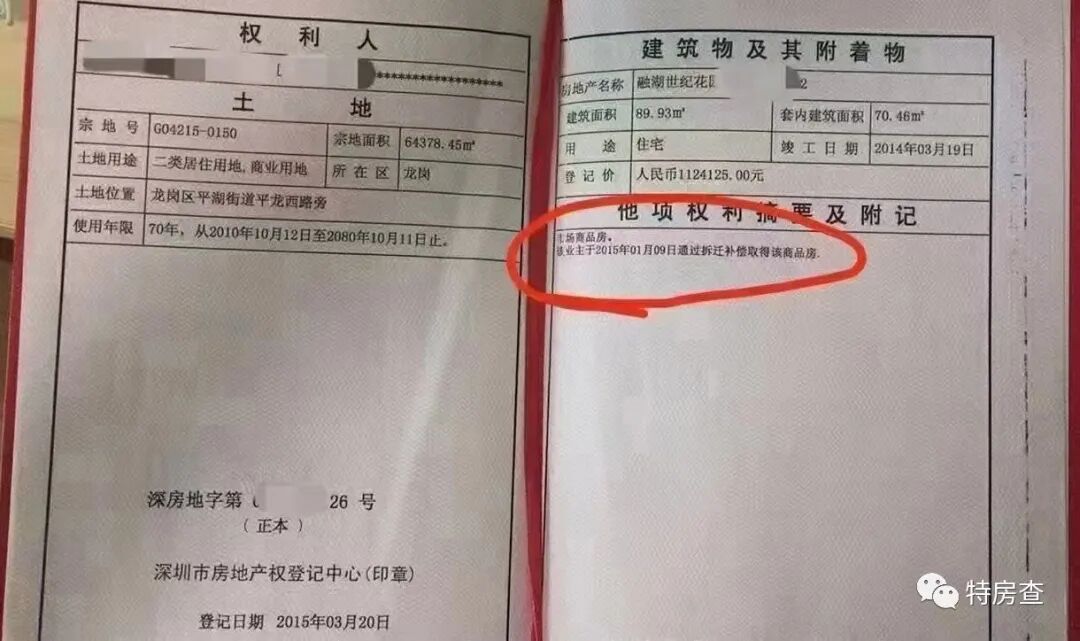 权利人
*******************
土地
宗地号 G04215-0150 宗地面积 64378.45㎡
土地用途 二类居住用地,商业用地 所在区 龙岗
土地位置 龙岗区平湖街道平龙西路旁
使用年限 70年，从2010年10月12日至2080年10月11日止。
深房地字第 26 号
(正本)
深圳市房地产权登记中心(印章)
登记日期 2015年03月20日
建筑物及其附着物
房地产名称 融湖世纪花 2
建筑面积 89.93㎡ 套内建筑面积 70.46㎡
用途 住宅 竣工日期 2014年03月19日
登记价 人民币1124125.00元
他项权利摘要及附记
市场商品房。
该业主于2015年01月09日通过拆迁补偿取得该商品房.
特房查